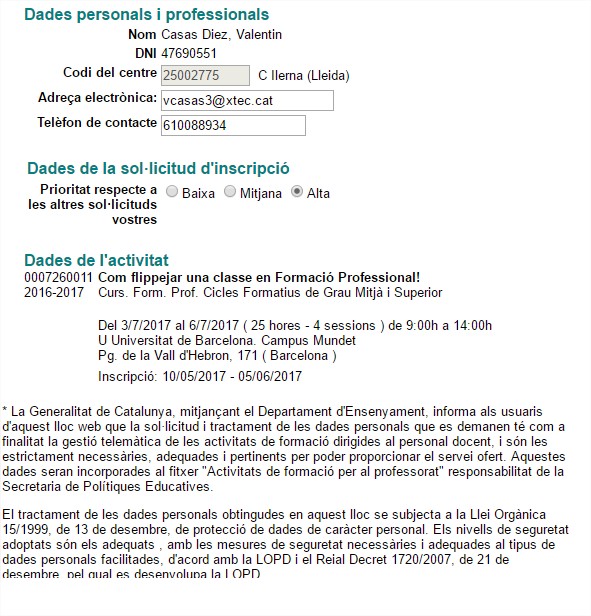 Dades personals i professionals
Nom Casas Diez, Valentin
DNI 47690551
Codi del centre 25002775 C Ilerna (Lleida)
Adreça electrònica: vcasas3@xtec.cat
Telèfon de contacte 610088934
Dades de la sol·licitud d'inscripció
Prioritat respecte a
les altres sol·licituds
vostres
Baixa Mitjana Alta
Dades de l'activitat
0007260011 Com flippejar una classe en Formació Professional!
2016-2017 Curs. Form. Prof. Cicles Formatius de Grau Mitjà i Superior
Del 3/7/2017 al 6/7/2017 ( 25 hores - 4 sessions ) de 9:00h a 14:00h
U Universitat de Barcelona. Campus Mundet
Pg. de la Vall d'Hebron, 171 ( Barcelona )
Inscripció: 10/05/2017 - 05/06/2017
* La Generalitat de Catalunya, mitjançant el Departament d'Ensenyament, informa als usuaris
d'aquest lloc web que la sol·licitud i tractament de les dades personals que es demanen té com a
finalitat la gestió telemàtica de les activitats de formació dirigides al personal docent, i són les
estrictament necessàries, adequades i pertinents per poder proporcionar el servei ofert. Aquestes
dades seran incorporades al fitxer "Activitats de formació per al professorat" responsabilitat de la
Secretaria de Polítiques Educatives.
El tractament de les dades personals obtingudes en aquest lloc se subjecta a la Llei Orgànica
15/1999, de 13 de desembre, de protecció de dades de caràcter personal. Els nivells de seguretat
adoptats són els adequats , amb les mesures de seguretat necessàries i adequades al tipus de
dades personals facilitades, d'acord amb la LOPD i el Reial Decret 1720/2007, de 21 de
desembre, pel qual es desenvolupa la LOPD